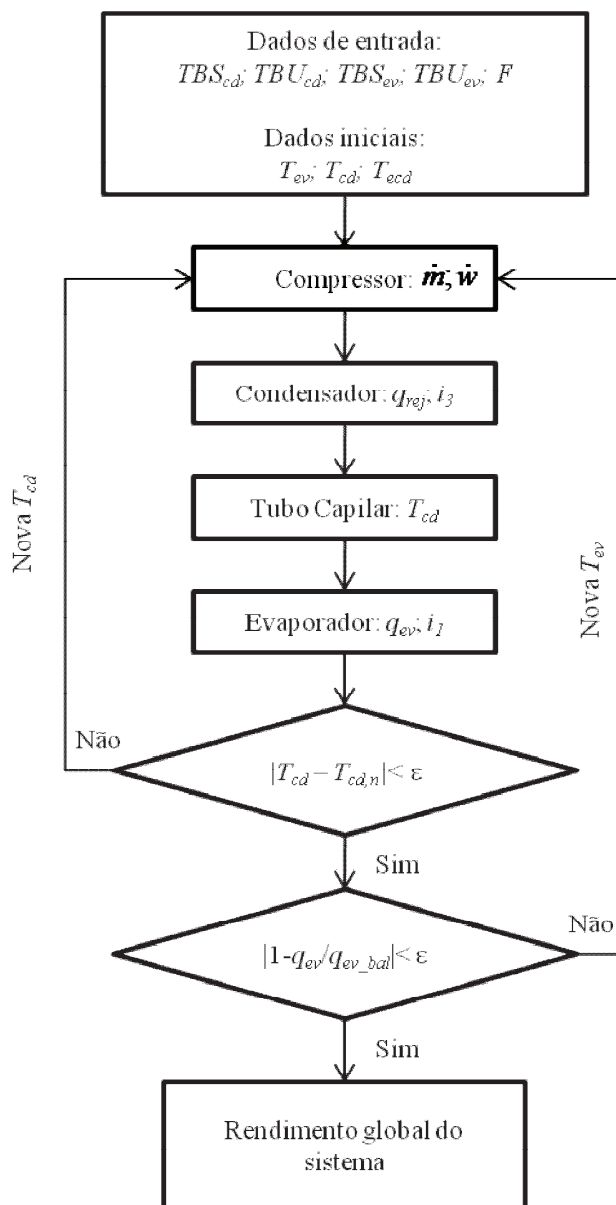 Dados de entrada:
TBS_cd; TBU_cd; TBS_ev; TBU_ev; F
Dados iniciais:
T_ev; T_cd; T_ecd
Compressor: ṁ; ẇ
Condensador: q_rej; i_3
Tubo Capilar: T_cd
Evaporador: q_ev; i_1
Nova T_cd
Nova T_ev
Não
|T_cd – T_cd,n|< ε
Sim
Não
|1-q_ev/q_ev_bal|< ε
Sim
Rendimento global do
sistema